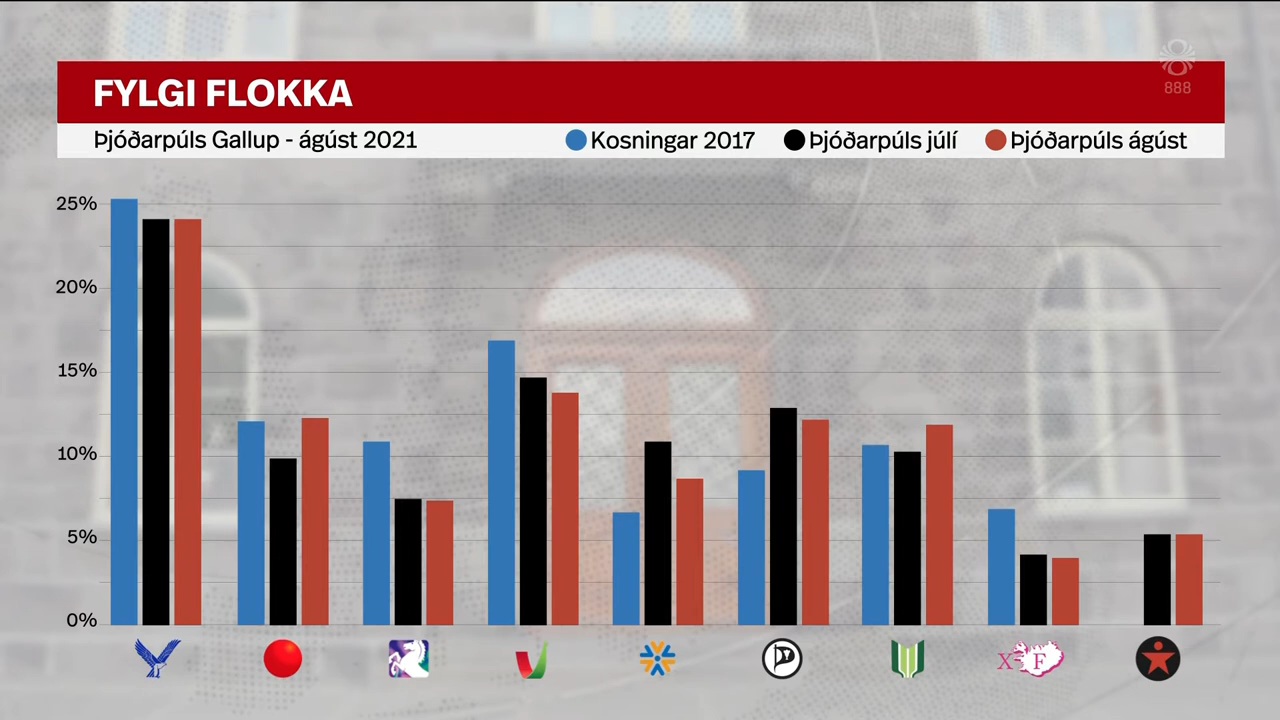 FYLGI FLOKKA
888
Þjóðarpúls Gallup - ágúst 2021
Kosningar 2017
Þjóðarpúls júlí
Þjóðarpúls ágúst
25%
20%
15%
10%
5%
0%
X F